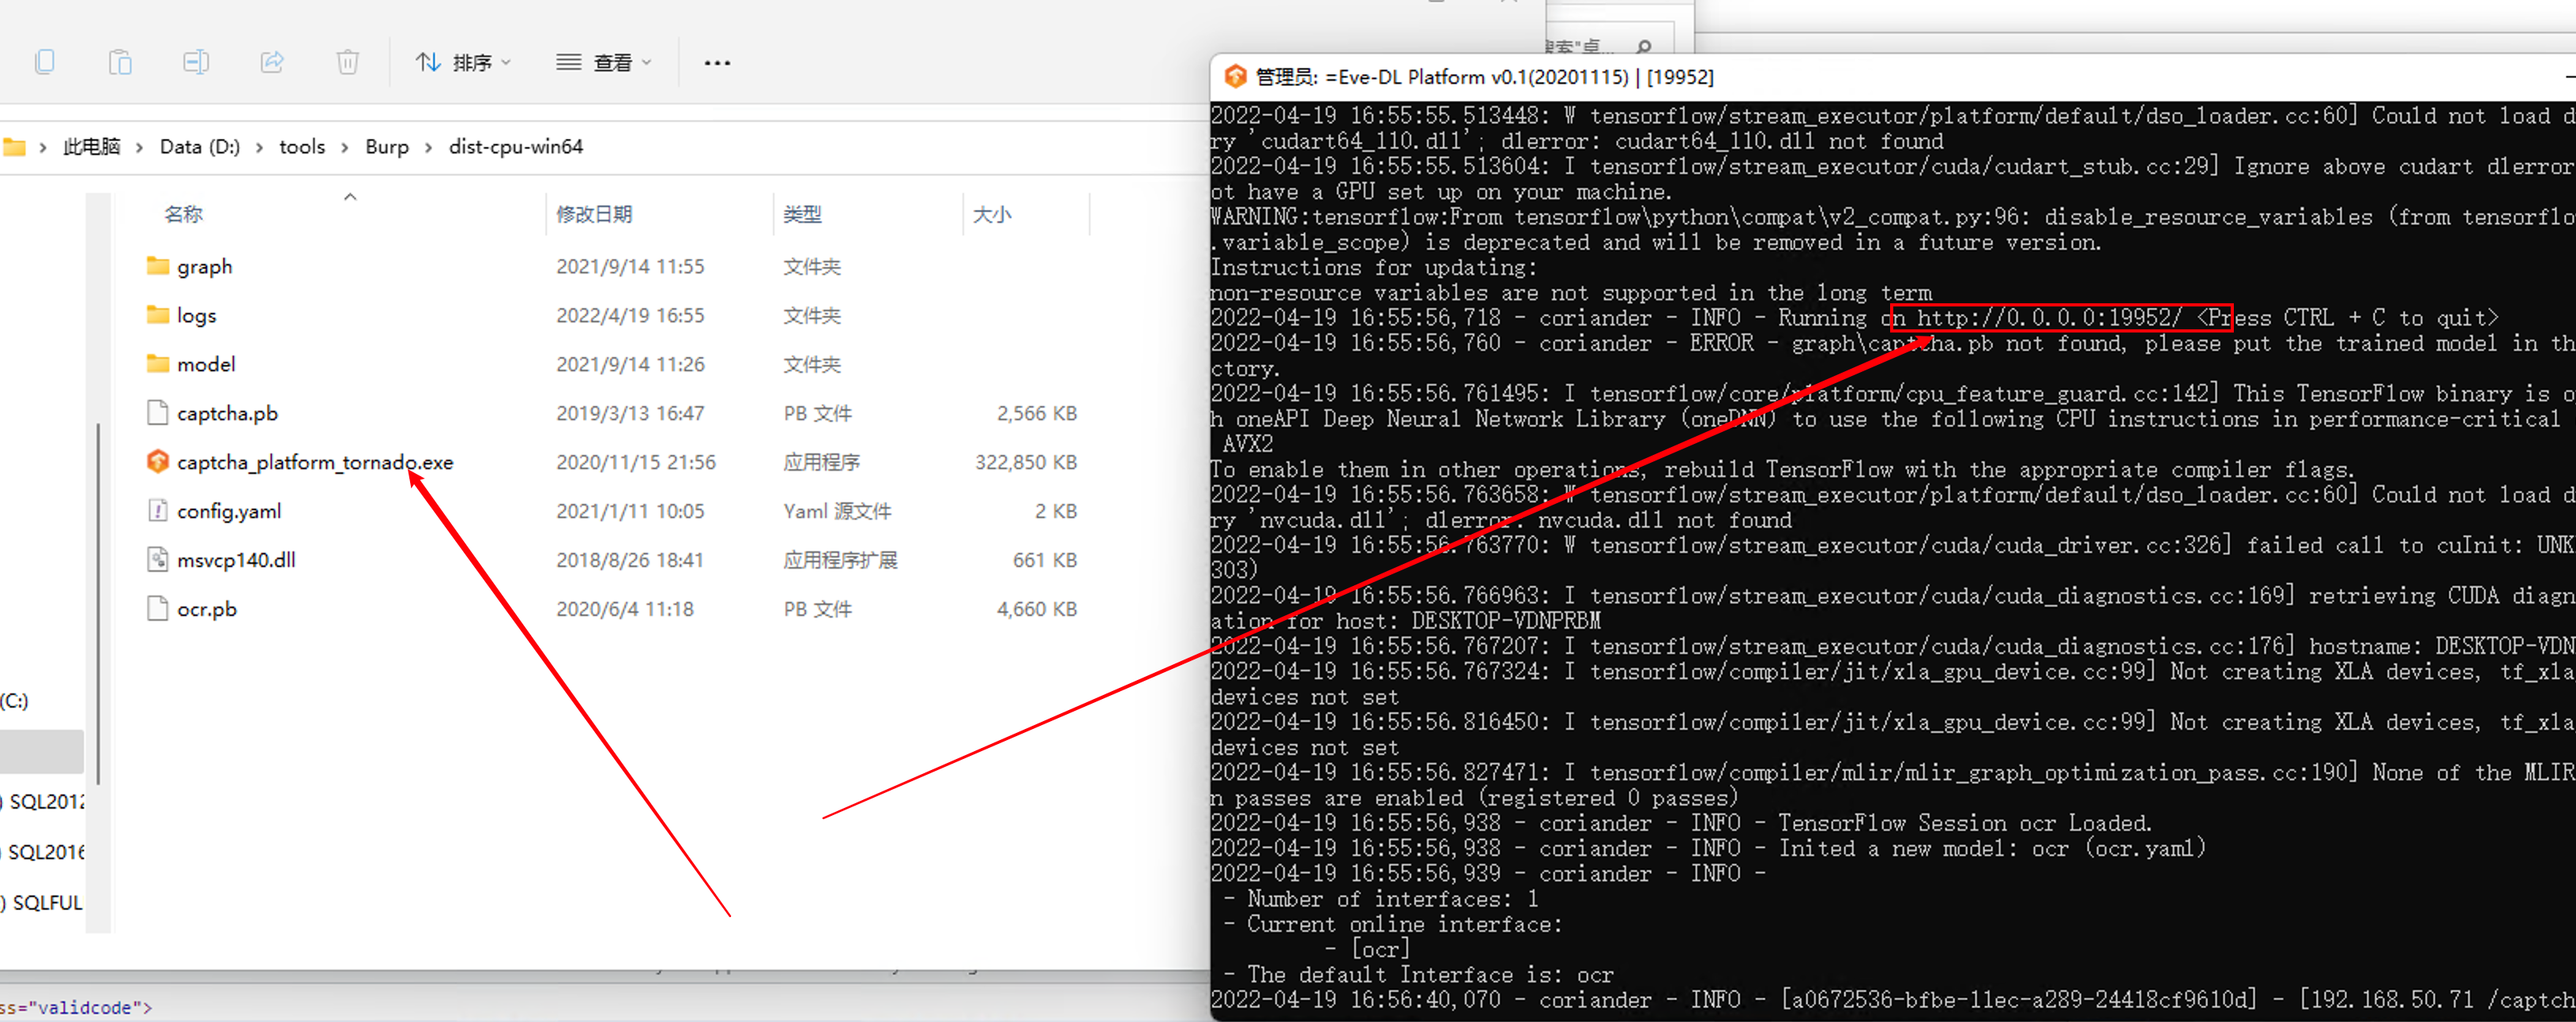 排序
查看
此电脑 > Data (D:) > tools > Burp > dist-cpu-win64
名称 修改日期 类型 大小
graph 2021/9/14 11:55 文件夹
logs 2022/4/19 16:55 文件夹
model 2021/9/14 11:26 文件夹
captcha.pb 2019/3/13 16:47 PB 文件 2,566 KB
captcha_platform_tornado.exe 2020/11/15 21:56 应用程序 322,850 KB
config.yaml 2021/1/11 10:05 Yaml 源文件 2 KB
msvcp140.dll 2018/8/26 18:41 应用程序扩展 661 KB
ocr.pb 2020/6/4 11:18 PB 文件 4,660 KB
(C:)
) SQL2012
) SQL2016
) SQLFUL
ss="validcode">
管理员: =Eve-DL Platform v0.1(20201115) | [19952]
2022-04-19 16:55:55.513448: W tensorflow/stream_executor/platform/default/dso_loader.cc:60] Could not load d
ry 'cudart64_110.dll'; dlerror: cudart64_110.dll not found
2022-04-19 16:55:55.513604: I tensorflow/stream_executor/cuda/cudart_stub.cc:29] Ignore above cudart dlerror
ot have a GPU set up on your machine.
WARNING:tensorflow:From tensorflow\python\compat\v2_compat.py:96: disable_resource_variables (from tensorflo
.variable_scope) is deprecated and will be removed in a future version.
Instructions for updating:
non-resource variables are not supported in the long term
2022-04-19 16:55:56,718 - coriander - INFO - Running on http://0.0.0.0:19952/ <Press CTRL + C to quit>
2022-04-19 16:55:56,760 - coriander - ERROR - graph\captcha.pb not found, please put the trained model in th
ctory.
2022-04-19 16:55:56.761495: I tensorflow/core/platform/cpu_feature_guard.cc:142] This TensorFlow binary is o
h oneAPI Deep Neural Network Library (oneDNN) to use the following CPU instructions in performance-critical
AVX2
To enable them in other operations, rebuild TensorFlow with the appropriate compiler flags.
2022-04-19 16:55:56.763658: W tensorflow/stream_executor/platform/default/dso_loader.cc:60] Could not load d
ry 'nvcuda.dll'; dlerror: nvcuda.dll not found
2022-04-19 16:55:56.763770: W tensorflow/stream_executor/cuda/cuda_driver.cc:326] failed call to cuInit: UNK
303)
2022-04-19 16:55:56.766963: I tensorflow/stream_executor/cuda/cuda_diagnostics.cc:169] retrieving CUDA diagn
ation for host: DESKTOP-VDNPRBM
2022-04-19 16:55:56.767207: I tensorflow/stream_executor/cuda/cuda_diagnostics.cc:176] hostname: DESKTOP-VDN
2022-04-19 16:55:56.767324: I tensorflow/compiler/jit/xla_gpu_device.cc:99] Not creating XLA devices, tf_xla
devices not set
2022-04-19 16:55:56.816450: I tensorflow/compiler/jit/xla_gpu_device.cc:99] Not creating XLA devices, tf_xla
devices not set
2022-04-19 16:55:56.827471: I tensorflow/compiler/mlir/mlir_graph_optimization_pass.cc:190] None of the MLIR
n passes are enabled (registered 0 passes)
2022-04-19 16:55:56,938 - coriander - INFO - TensorFlow Session ocr Loaded.
2022-04-19 16:55:56,938 - coriander - INFO - Inited a new model: ocr (ocr.yaml)
2022-04-19 16:55:56,939 - coriander - INFO -
- Number of interfaces: 1
- Current online interface:
- [ocr]
- The default Interface is: ocr
2022-04-19 16:56:40,070 - coriander - INFO - [a0672536-bfbe-11ec-a289-24418cf9610d] - [192.168.50.71 /captch